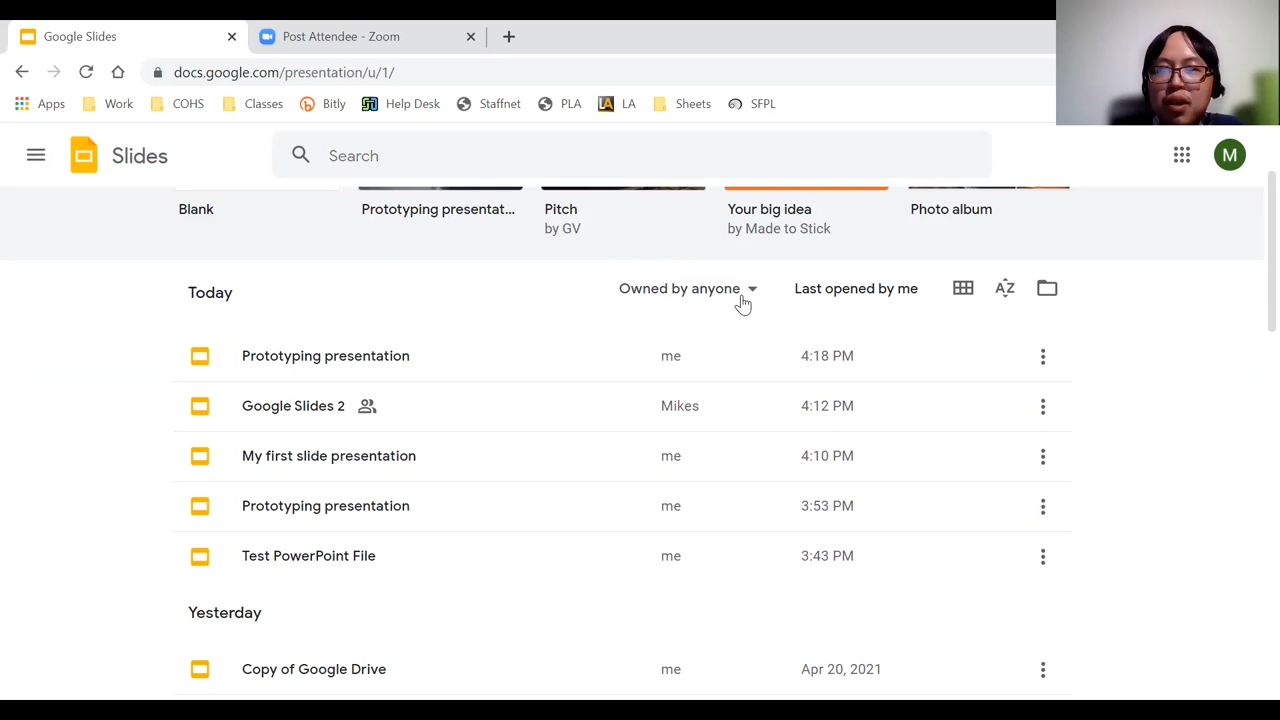 Google Slides
Post Attendee - Zoom
docs.google.com/presentation/u/1/
Apps Work COHS Classes Bitly Help Desk Staffnet PLA LA Sheets SFPL
Slides
Search
M
Blank Prototyping presentat... Pitch Your big idea Photo album
by GV by Made to Stick
Today Owned by anyone Last opened by me AZ
Prototyping presentation me 4:18 PM
Google Slides 2 Mikes 4:12 PM
My first slide presentation me 4:10 PM
Prototyping presentation me 3:53 PM
Test PowerPoint File me 3:43 PM
Yesterday
Copy of Google Drive me Apr 20, 2021